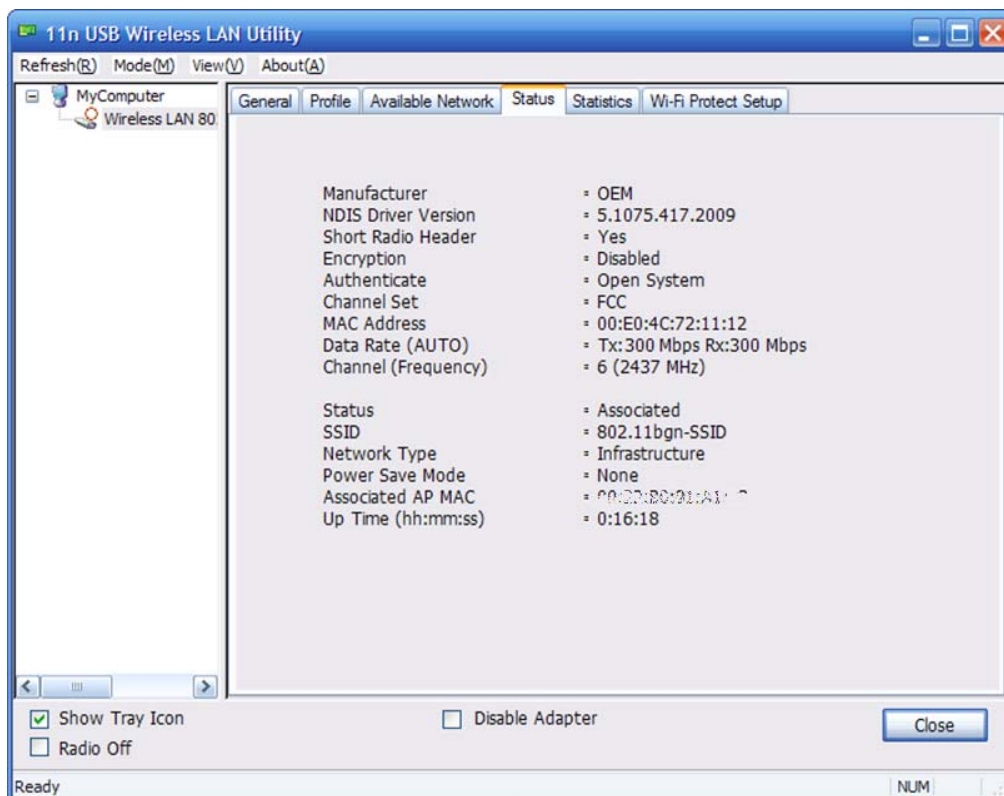 11n USB Wireless LAN Utility
Refresh(R) Mode(M) View(V) About(A)
MyComputer
Wireless LAN 80
General Profile Available Network Status Statistics Wi-Fi Protect Setup
Manufacturer = OEM
NDIS Driver Version = 5.1075.417.2009
Short Radio Header = Yes
Encryption = Disabled
Authenticate = Open System
Channel Set = FCC
MAC Address = 00:E0:4C:72:11:12
Data Rate (AUTO) = Tx:300 Mbps Rx:300 Mbps
Channel (Frequency) = 6 (2437 MHz)
Status = Associated
SSID = 802.11bgn-SSID
Network Type = Infrastructure
Power Save Mode = None
Associated AP MAC =
Up Time (hh:mm:ss) = 0:16:18
Show Tray Icon Disable Adapter Close
Radio Off
Ready NUM